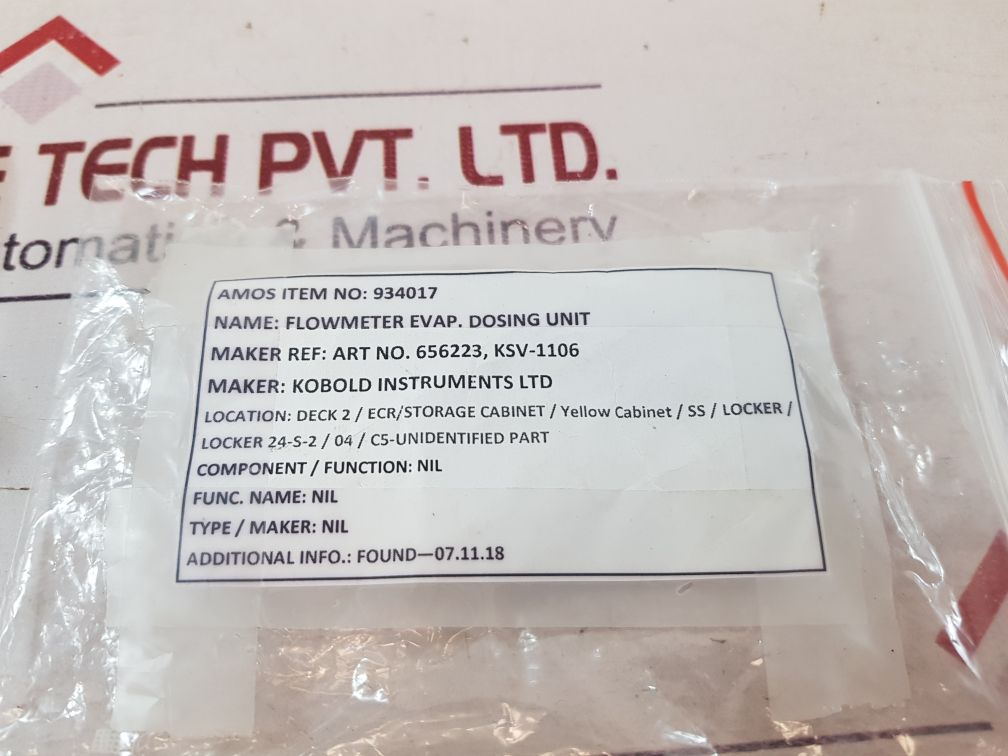 TECH PVT. LTD.
& Machinery
AMOS ITEM NO: 934017
NAME: FLOWMETER EVAP. DOSING UNIT
MAKER REF: ART NO. 656223, KSV-1106
MAKER: KOBOLD INSTRUMENTS LTD
LOCATION: DECK 2 / ECR/STORAGE CABINET / Yellow Cabinet / SS / LOCKER /
LOCKER 24-S-2 / 04 / C5-UNIDENTIFIED PART
COMPONENT / FUNCTION: NIL
FUNC. NAME: NIL
TYPE / MAKER: NIL
ADDITIONAL INFO.: FOUND—07.11.18